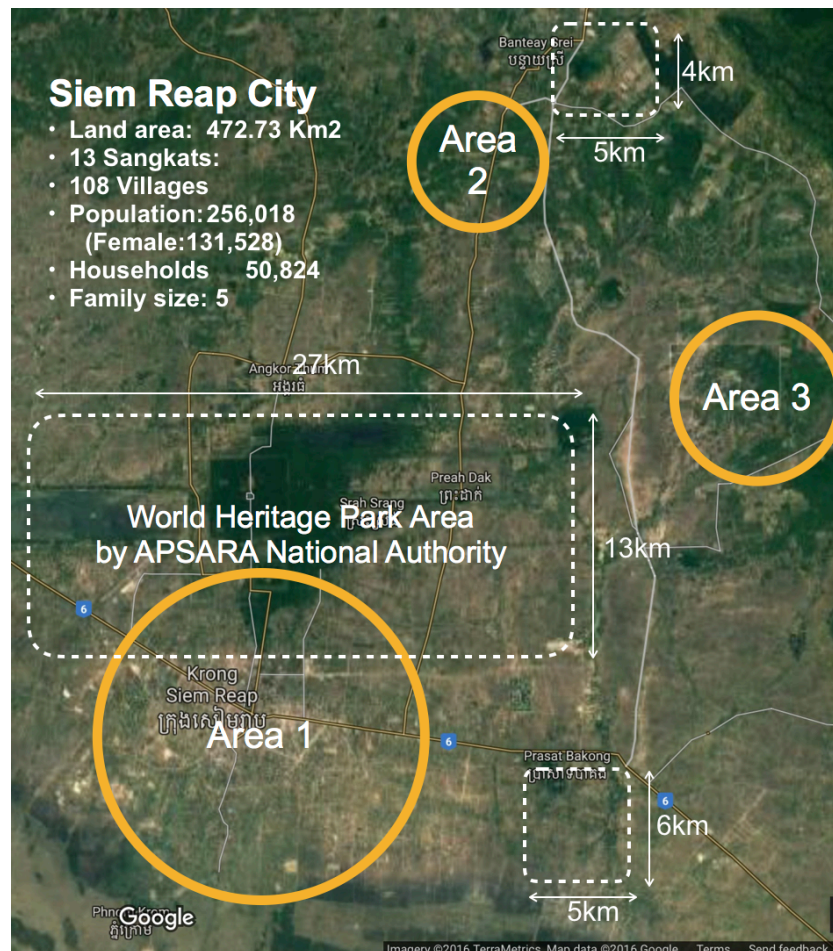 Banteay Srei
បន្ទាយស្រី
4km
5km
Siem Reap City
• Land area: 472.73 Km2
• 13 Sangkats:
• 108 Villages
• Population: 256,018
(Female:131,528)
• Households 50,824
• Family size: 5
Area
2
Area 3
27km
អង្គរធំ
Preah Dak
ព្រះដាក់
Srah Srang
World Heritage Park Area
by APSARA National Authority
13km
6
Krong
Siem Reap
ក្រុងសៀមរាប
Area 1
6
Prasat Bakong
ប្រាសាទបាគង
6
6km
5km
Google
ភ្នំក្រោម
Imagery ©2016 TerraMetrics, Map data ©2016 Google Terms Send feedback